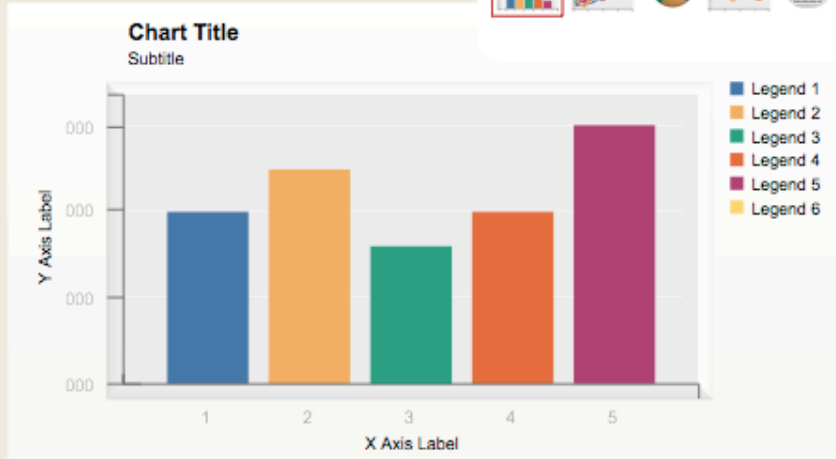 Chart Title
Subtitle
Legend 1
Legend 2
Legend 3
Legend 4
Legend 5
Legend 6
Y Axis Label
000
000
000
000
1 2 3 4 5
X Axis Label